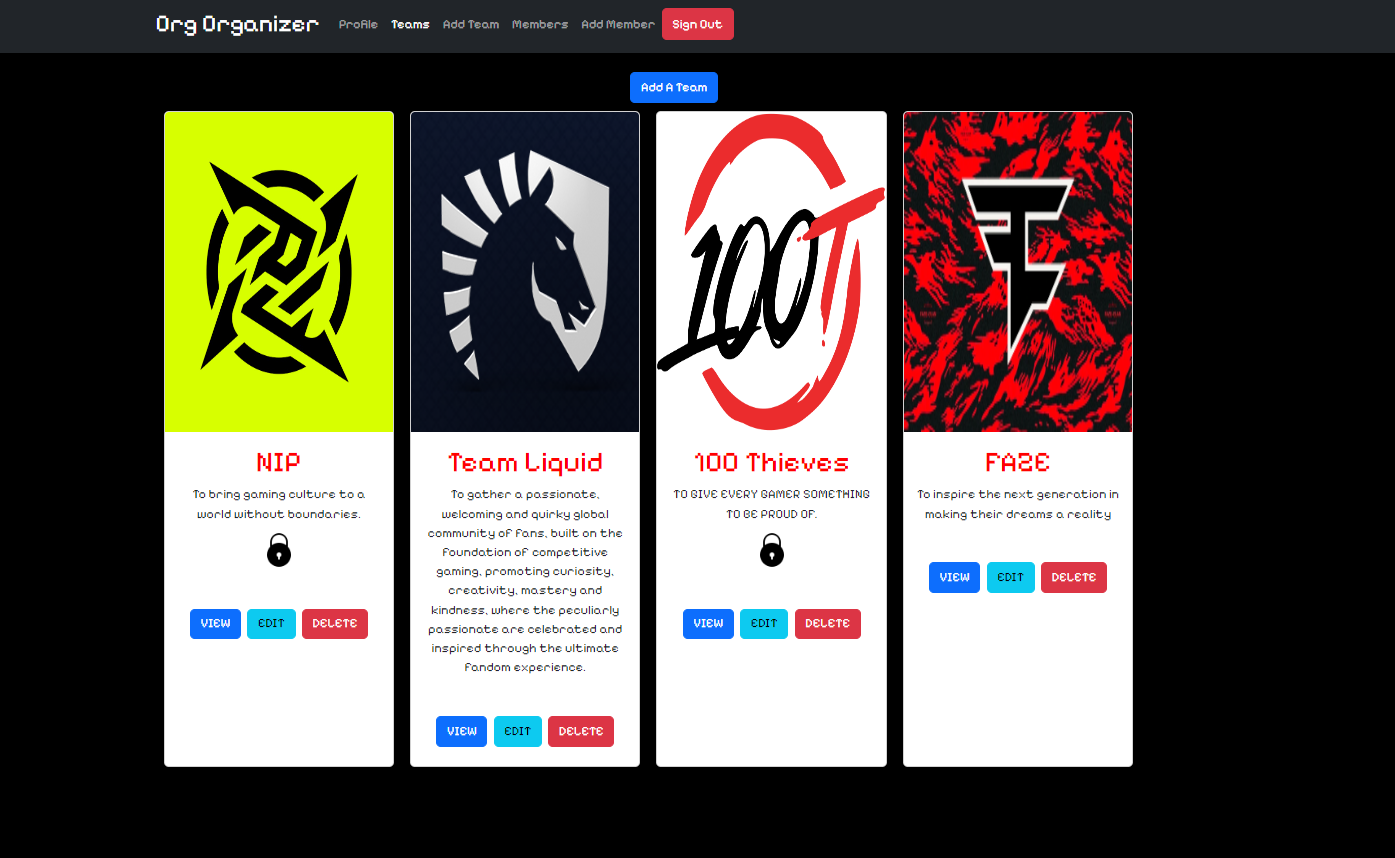 Org Organizer Profile Teams Add Team Members Add Member Sign Out
Add A Team
100T
NIP
To bring gaming culture to a
world without boundaries.
VIEW EDIT DELETE
Team Liquid
To gather a passionate,
welcoming and quirky global
community of fans, built on the
foundation of competitive
gaming, promoting curiosity,
creativity, mastery and
kindness, where the peculiarly
passionate are celebrated and
inspired through the ultimate
fandom experience.
VIEW EDIT DELETE
100 Thieves
TO GIVE EVERY GAMER SOMETHING
TO BE PROUD OF.
VIEW EDIT DELETE
FAZE
To inspire the next generation in
making their dreams a reality
VIEW EDIT DELETE